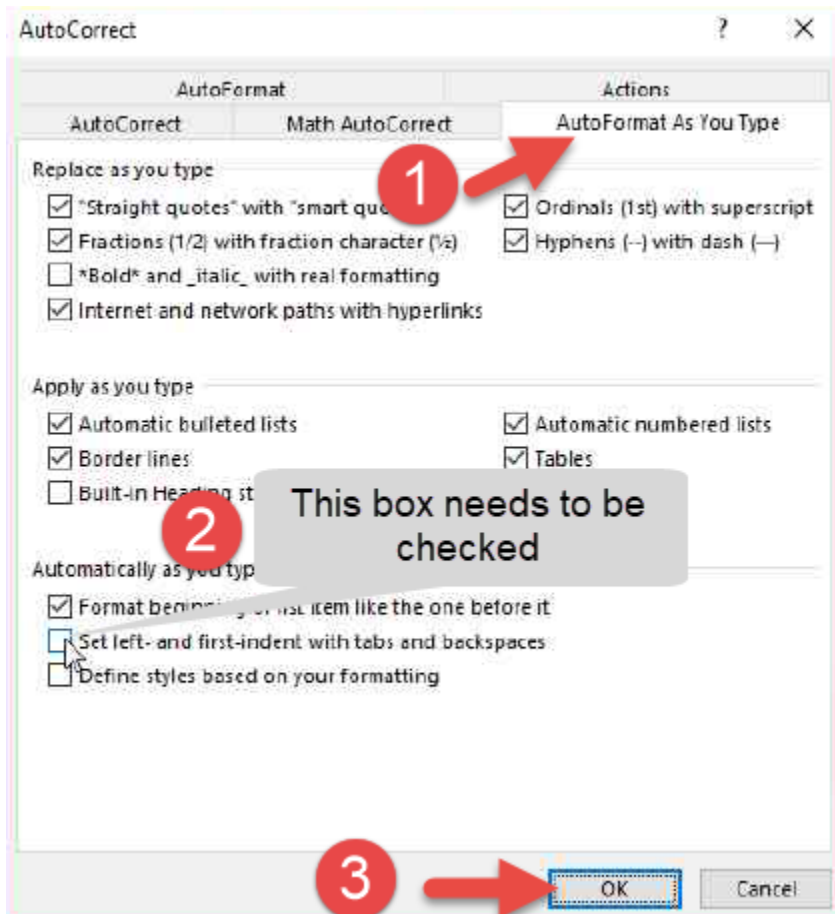 AutoCorrect ? ×
AutoFormat Actions
AutoCorrect Math AutoCorrect AutoFormat As You Type
1
Replace as you type
"Straight quotes" with "smart quo
Ordinals (1st) with superscript
Fractions (1/2) with fraction character (½)
Hyphens (--) with dash (—)
*Bold* and _italic_ with real formatting
Internet and network paths with hyperlinks
Apply as you type
Automatic bulleted lists
Automatic numbered lists
Border lines
Tables
Built-in Heading st
2
This box needs to be
checked
Automatically as you typ
Format beginning or list item like the one before it
Set left- and first-indent with tabs and backspaces
Define styles based on your formatting
3
OK Cancel